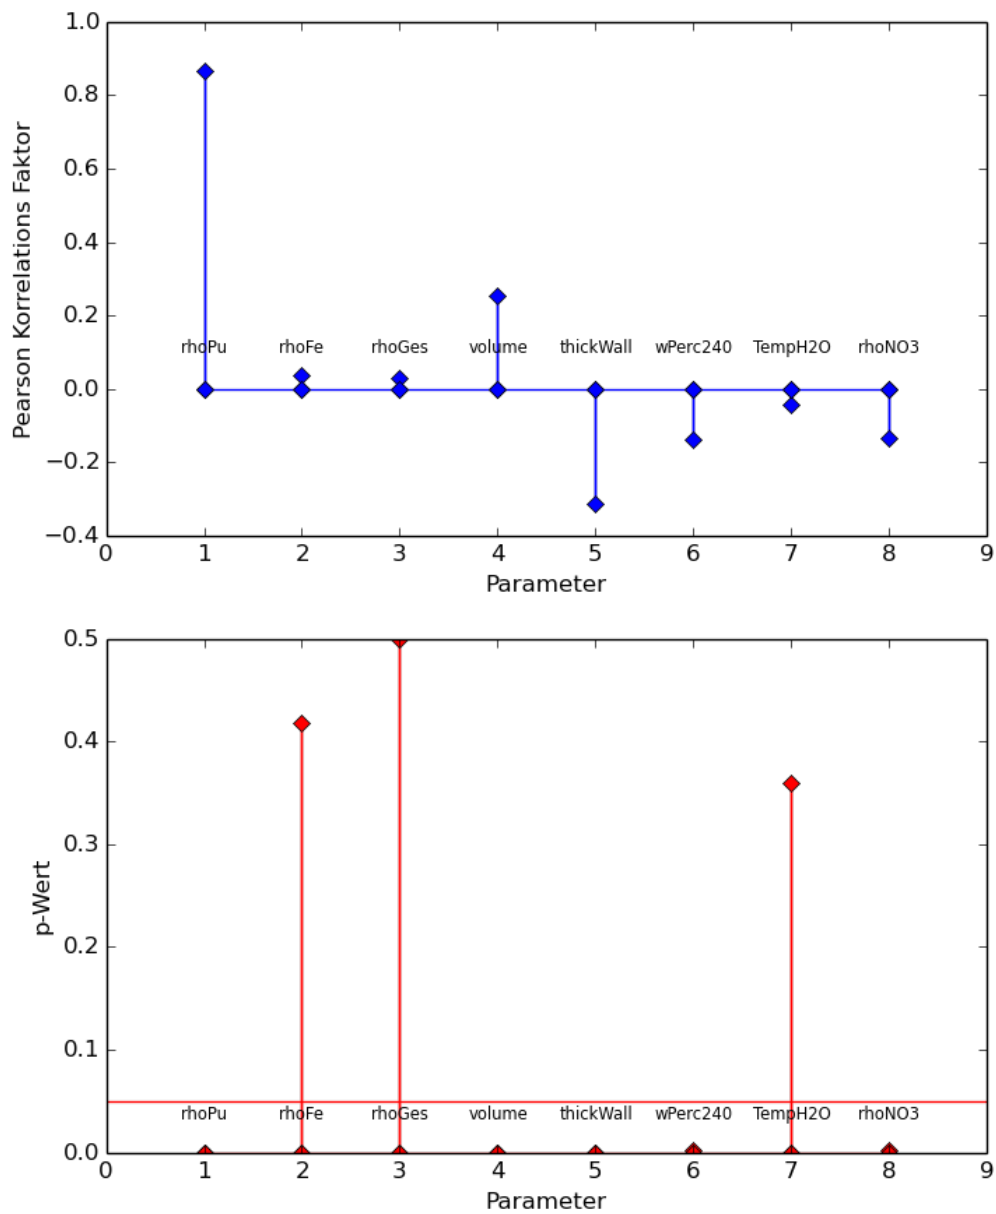 1.0
0.8
0.6
0.4
0.2
0.0
−0.2
−0.4
Pearson Korrelations Faktor
rhoPu rhoFe rhoGes volume thickWall wPerc240 TempH2O rhoNO3
0 1 2 3 4 5 6 7 8 9
Parameter
0.5
0.4
0.3
0.2
0.1
0.0
p-Wert
rhoPu rhoFe rhoGes volume thickWall wPerc240 TempH2O rhoNO3
0 1 2 3 4 5 6 7 8 9
Parameter